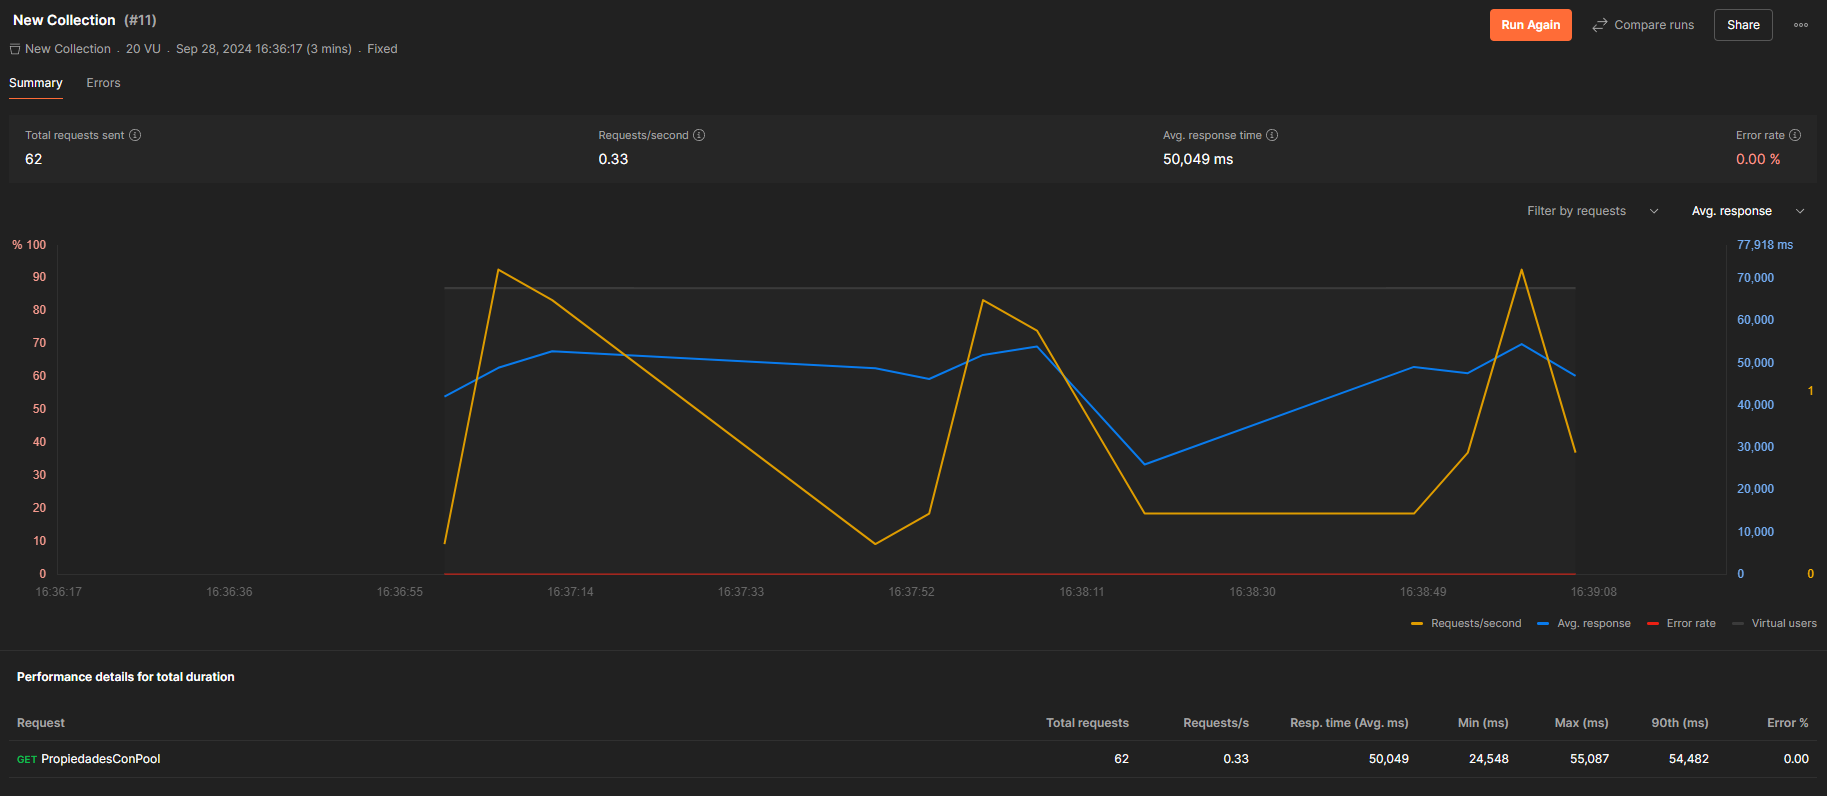 New Collection (#11)
Run Again
Compare runs
Share
New Collection . 20 VU . Sep 28, 2024 16:36:17 (3 mins) . Fixed
Summary
Errors
Total requests sent
62
Requests/second
0.33
Avg. response time
50,049 ms
Error rate
0.00 %
Filter by requests
Avg. response
% 100
90
80
70
60
50
40
30
20
10
0
77,918 ms
70,000
60,000
50,000
40,000
30,000
20,000
10,000
0
1
0
16:36:17 16:36:36 16:36:55 16:37:14 16:37:33 16:37:52 16:38:11 16:38:30 16:38:49 16:39:08
Requests/second Avg. response Error rate Virtual users
Performance details for total duration
Request Total requests Requests/s Resp. time (Avg. ms) Min (ms) Max (ms) 90th (ms) Error %
GET PropiedadesConPool 62 0.33 50,049 24,548 55,087 54,482 0.00